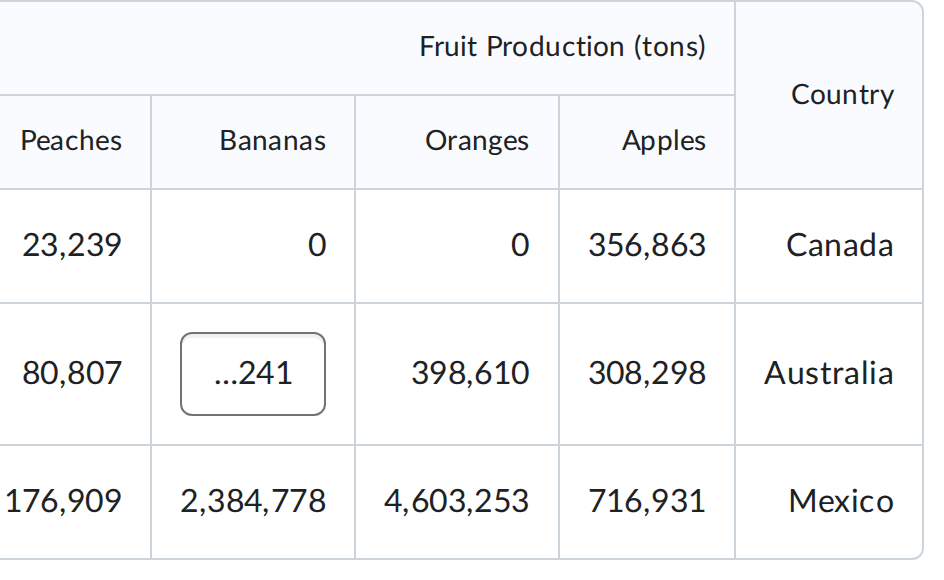 Fruit Production (tons)
Country
Peaches Bananas Oranges Apples
23,239 0 0 356,863 Canada
80,807 ...241 398,610 308,298 Australia
176,909 2,384,778 4,603,253 716,931 Mexico